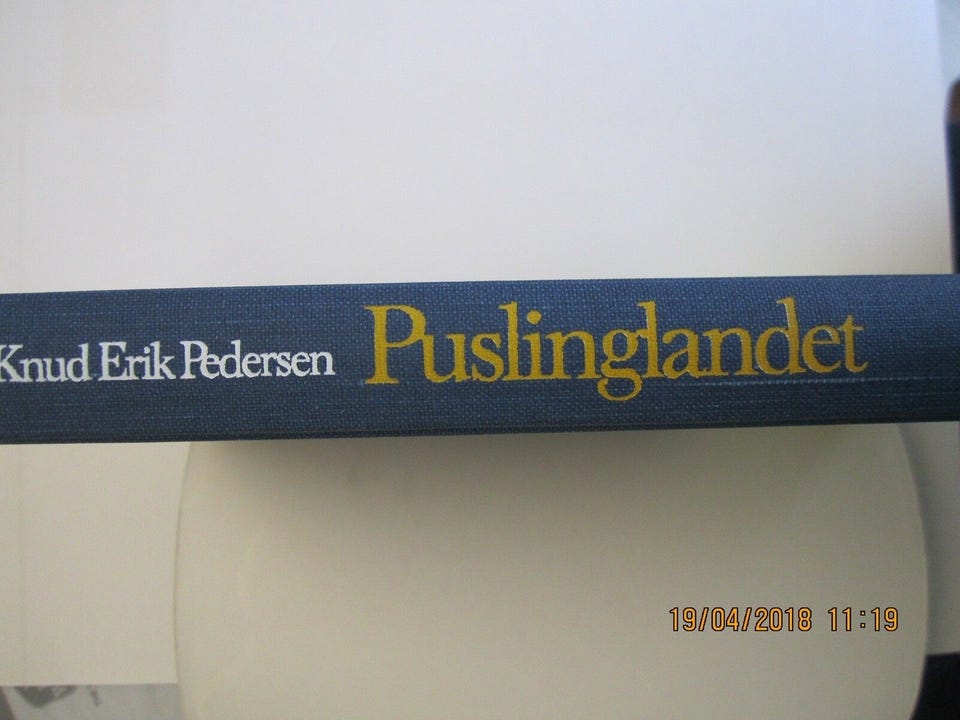 Knud Erik Pedersen Puslinglandet
19/04/2018 11:19